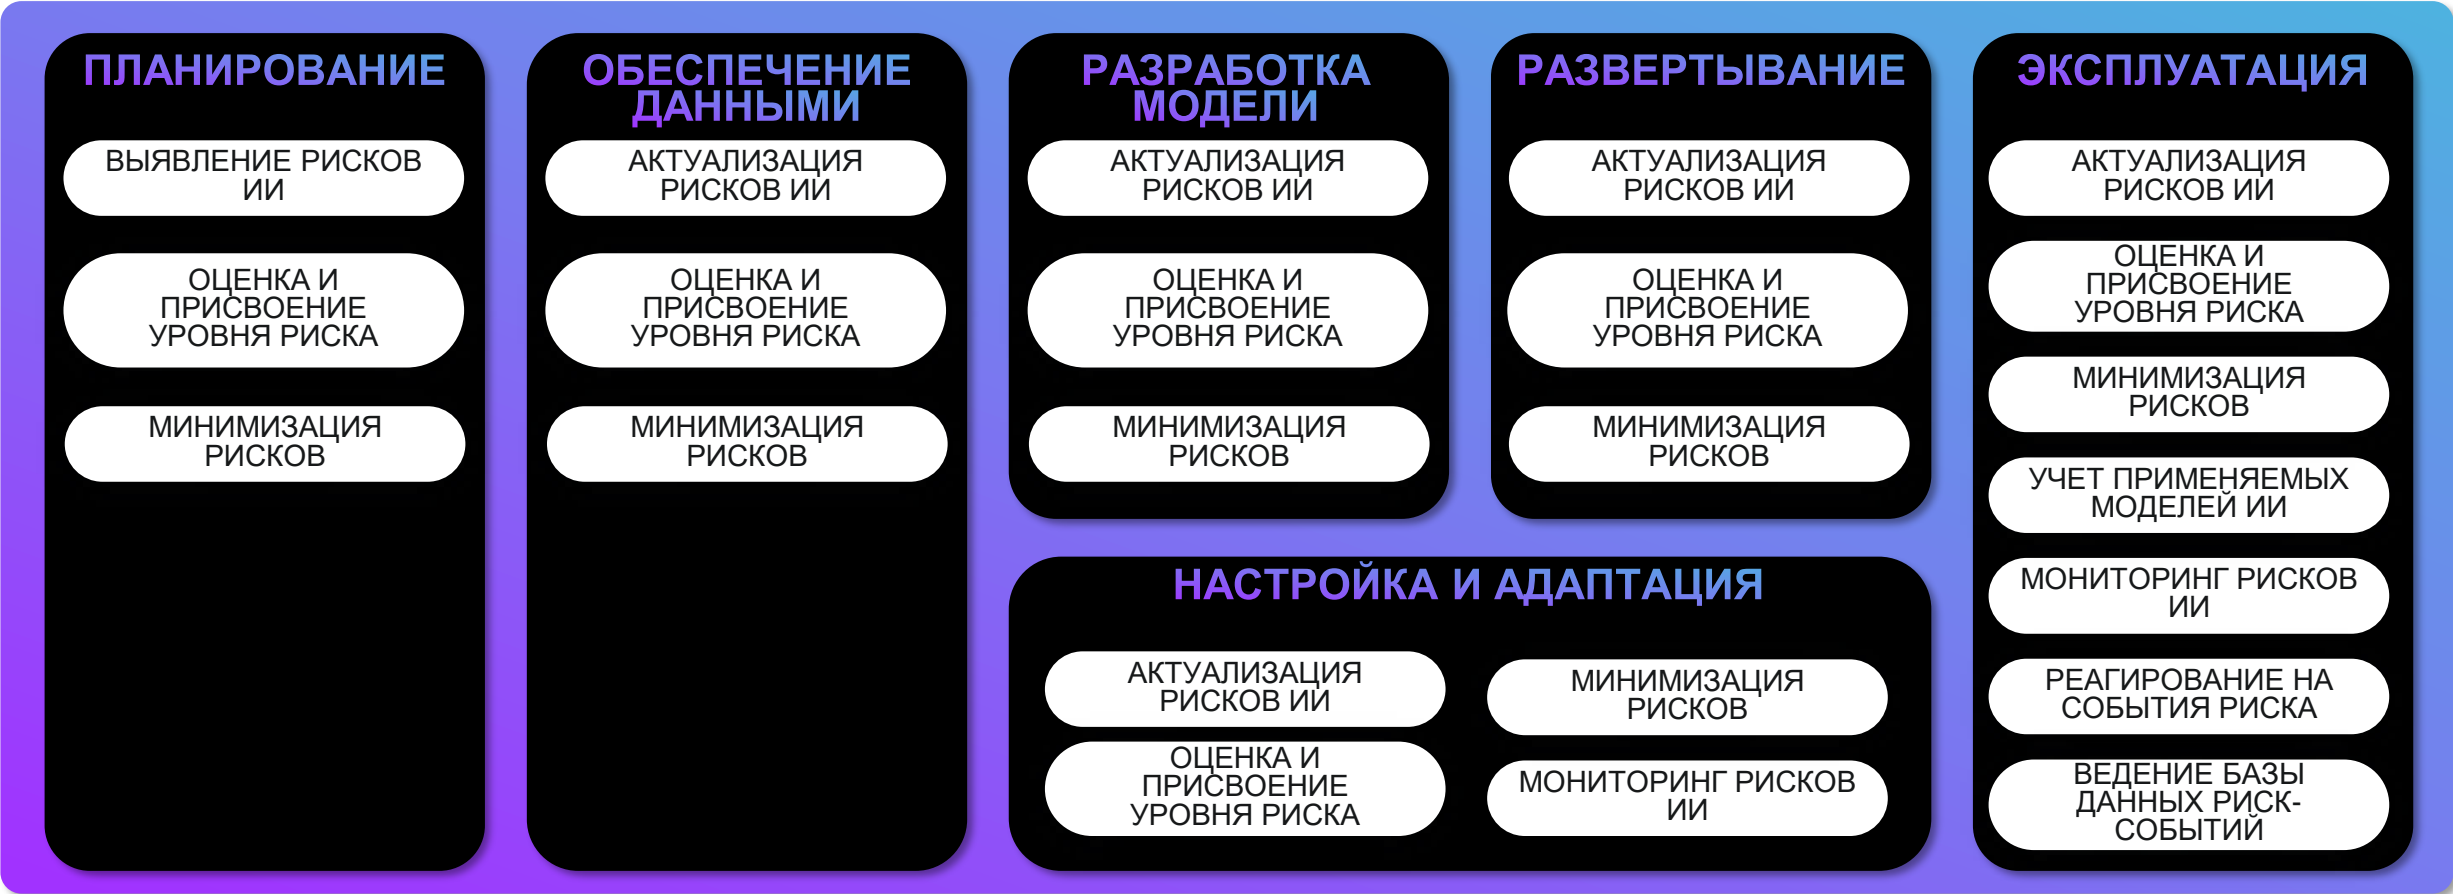 ПЛАНИРОВАНИЕ
ВЫЯВЛЕНИЕ РИСКОВ
ИИ
ОЦЕНКА И
ПРИСВОЕНИЕ
УРОВНЯ РИСКА
МИНИМИЗАЦИЯ
РИСКОВ
ОБЕСПЕЧЕНИЕ
ДАННЫМИ
АКТУАЛИЗАЦИЯ
РИСКОВ ИИ
ОЦЕНКА И
ПРИСВОЕНИЕ
УРОВНЯ РИСКА
МИНИМИЗАЦИЯ
РИСКОВ
РАЗРАБОТКА
МОДЕЛИ
АКТУАЛИЗАЦИЯ
РИСКОВ ИИ
ОЦЕНКА И
ПРИСВОЕНИЕ
УРОВНЯ РИСКА
МИНИМИЗАЦИЯ
РИСКОВ
РАЗВЕРТЫВАНИЕ
АКТУАЛИЗАЦИЯ
РИСКОВ ИИ
ОЦЕНКА И
ПРИСВОЕНИЕ
УРОВНЯ РИСКА
МИНИМИЗАЦИЯ
РИСКОВ
НАСТРОЙКА И АДАПТАЦИЯ
АКТУАЛИЗАЦИЯ
РИСКОВ ИИ
ОЦЕНКА И
ПРИСВОЕНИЕ
УРОВНЯ РИСКА
МИНИМИЗАЦИЯ
РИСКОВ
МОНИТОРИНГ РИСКОВ
ИИ
ЭКСПЛУАТАЦИЯ
АКТУАЛИЗАЦИЯ
РИСКОВ ИИ
ОЦЕНКА И
ПРИСВОЕНИЕ
УРОВНЯ РИСКА
МИНИМИЗАЦИЯ
РИСКОВ
УЧЕТ ПРИМЕНЯЕМЫХ
МОДЕЛЕЙ ИИ
МОНИТОРИНГ РИСКОВ
ИИ
РЕАГИРОВАНИЕ НА
СОБЫТИЯ РИСКА
ВЕДЕНИЕ БАЗЫ
ДАННЫХ РИСК-
СОБЫТИЙ